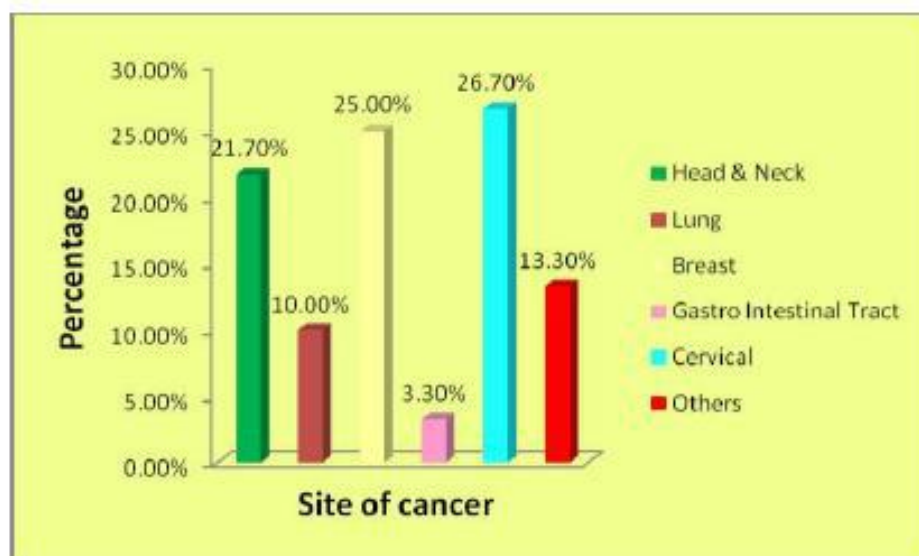 30.00%
25.00%
20.00%
15.00%
10.00%
5.00%
0.00%
Percentage
21.70%
10.00%
25.00%
3.30%
26.70%
13.30%
Site of cancer
Head & Neck
Lung
Breast
Gastro Intestinal Tract
Cervical
Others